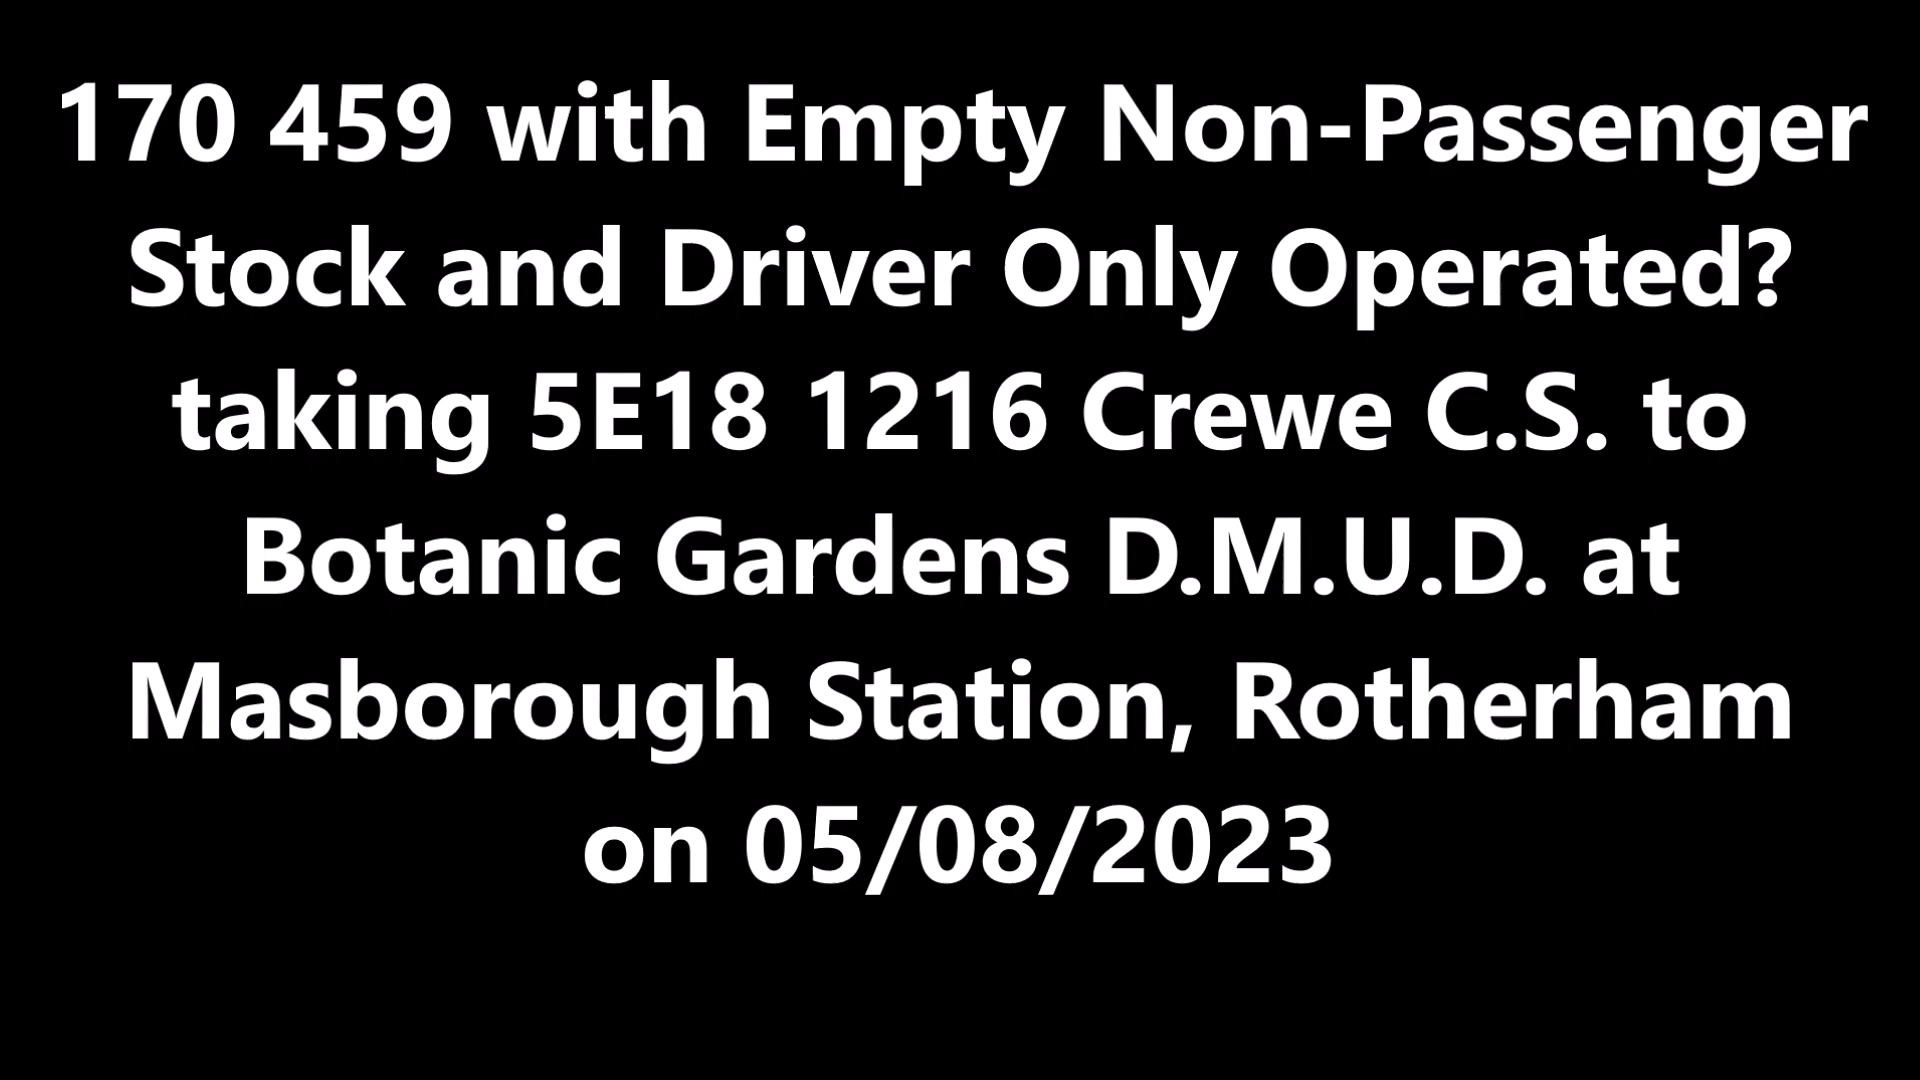 170 459 with Empty Non-Passenger
Stock and Driver Only Operated?
taking 5E18 1216 Crewe C.S. to
Botanic Gardens D.M.U.D. at
Masborough Station, Rotherham
on 05/08/2023